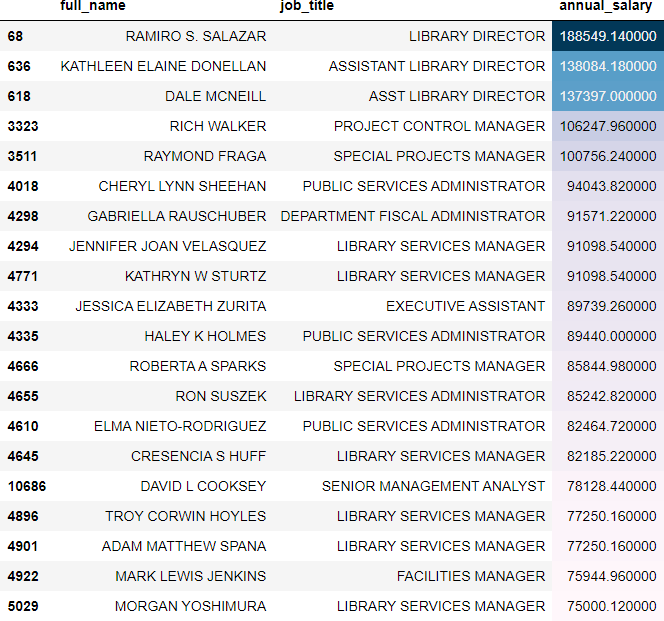 full_name job_title annual_salary
68 RAMIRO S. SALAZAR LIBRARY DIRECTOR 188549.140000
636 KATHLEEN ELAINE DONELLAN ASSISTANT LIBRARY DIRECTOR 138084.180000
618 DALE MCNEILL ASST LIBRARY DIRECTOR 137397.000000
3323 RICH WALKER PROJECT CONTROL MANAGER 106247.960000
3511 RAYMOND FRAGA SPECIAL PROJECTS MANAGER 100756.240000
4018 CHERYL LYNN SHEEHAN PUBLIC SERVICES ADMINISTRATOR 94043.820000
4298 GABRIELLA RAUSCHUBER DEPARTMENT FISCAL ADMINISTRATOR 91571.220000
4294 JENNIFER JOAN VELASQUEZ LIBRARY SERVICES MANAGER 91098.540000
4771 KATHRYN W STURTZ LIBRARY SERVICES MANAGER 91098.540000
4333 JESSICA ELIZABETH ZURITA EXECUTIVE ASSISTANT 89739.260000
4335 HALEY K HOLMES PUBLIC SERVICES ADMINISTRATOR 89440.000000
4666 ROBERTA A SPARKS SPECIAL PROJECTS MANAGER 85844.980000
4655 RON SUSZEK LIBRARY SERVICES ADMINISTRATOR 85242.820000
4610 ELMA NIETO-RODRIGUEZ PUBLIC SERVICES ADMINISTRATOR 82464.720000
4645 CRESENCIA S HUFF LIBRARY SERVICES MANAGER 82185.220000
10686 DAVID L COOKSEY SENIOR MANAGEMENT ANALYST 78128.440000
4896 TROY CORWIN HOYLES LIBRARY SERVICES MANAGER 77250.160000
4901 ADAM MATTHEW SPANA LIBRARY SERVICES MANAGER 77250.160000
4922 MARK LEWIS JENKINS FACILITIES MANAGER 75944.960000
5029 MORGAN YOSHIMURA LIBRARY SERVICES MANAGER 75000.120000